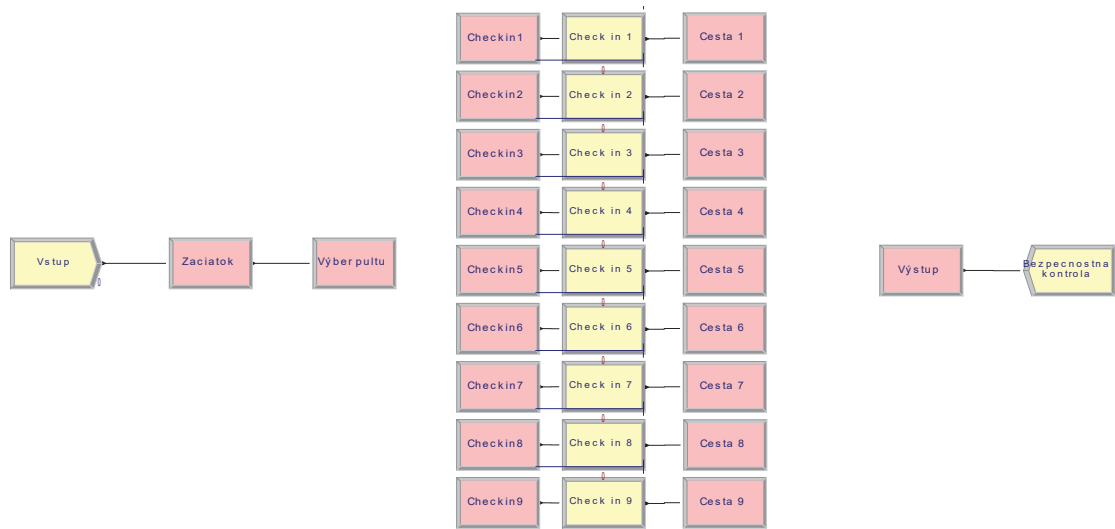 Checkin1 Check in 1 Cesta 1
Checkin2 Check in 2 Cesta 2
Checkin3 Check in 3 Cesta 3
Checkin4 Check in 4 Cesta 4
Vstup Zaciatok Výber pultu
Checkin5 Check in 5 Cesta 5
Výstup Bezpecnostna
kontrola
Checkin6 Check in 6 Cesta 6
Checkin7 Check in 7 Cesta 7
Checkin8 Check in 8 Cesta 8
Checkin9 Check in 9 Cesta 9